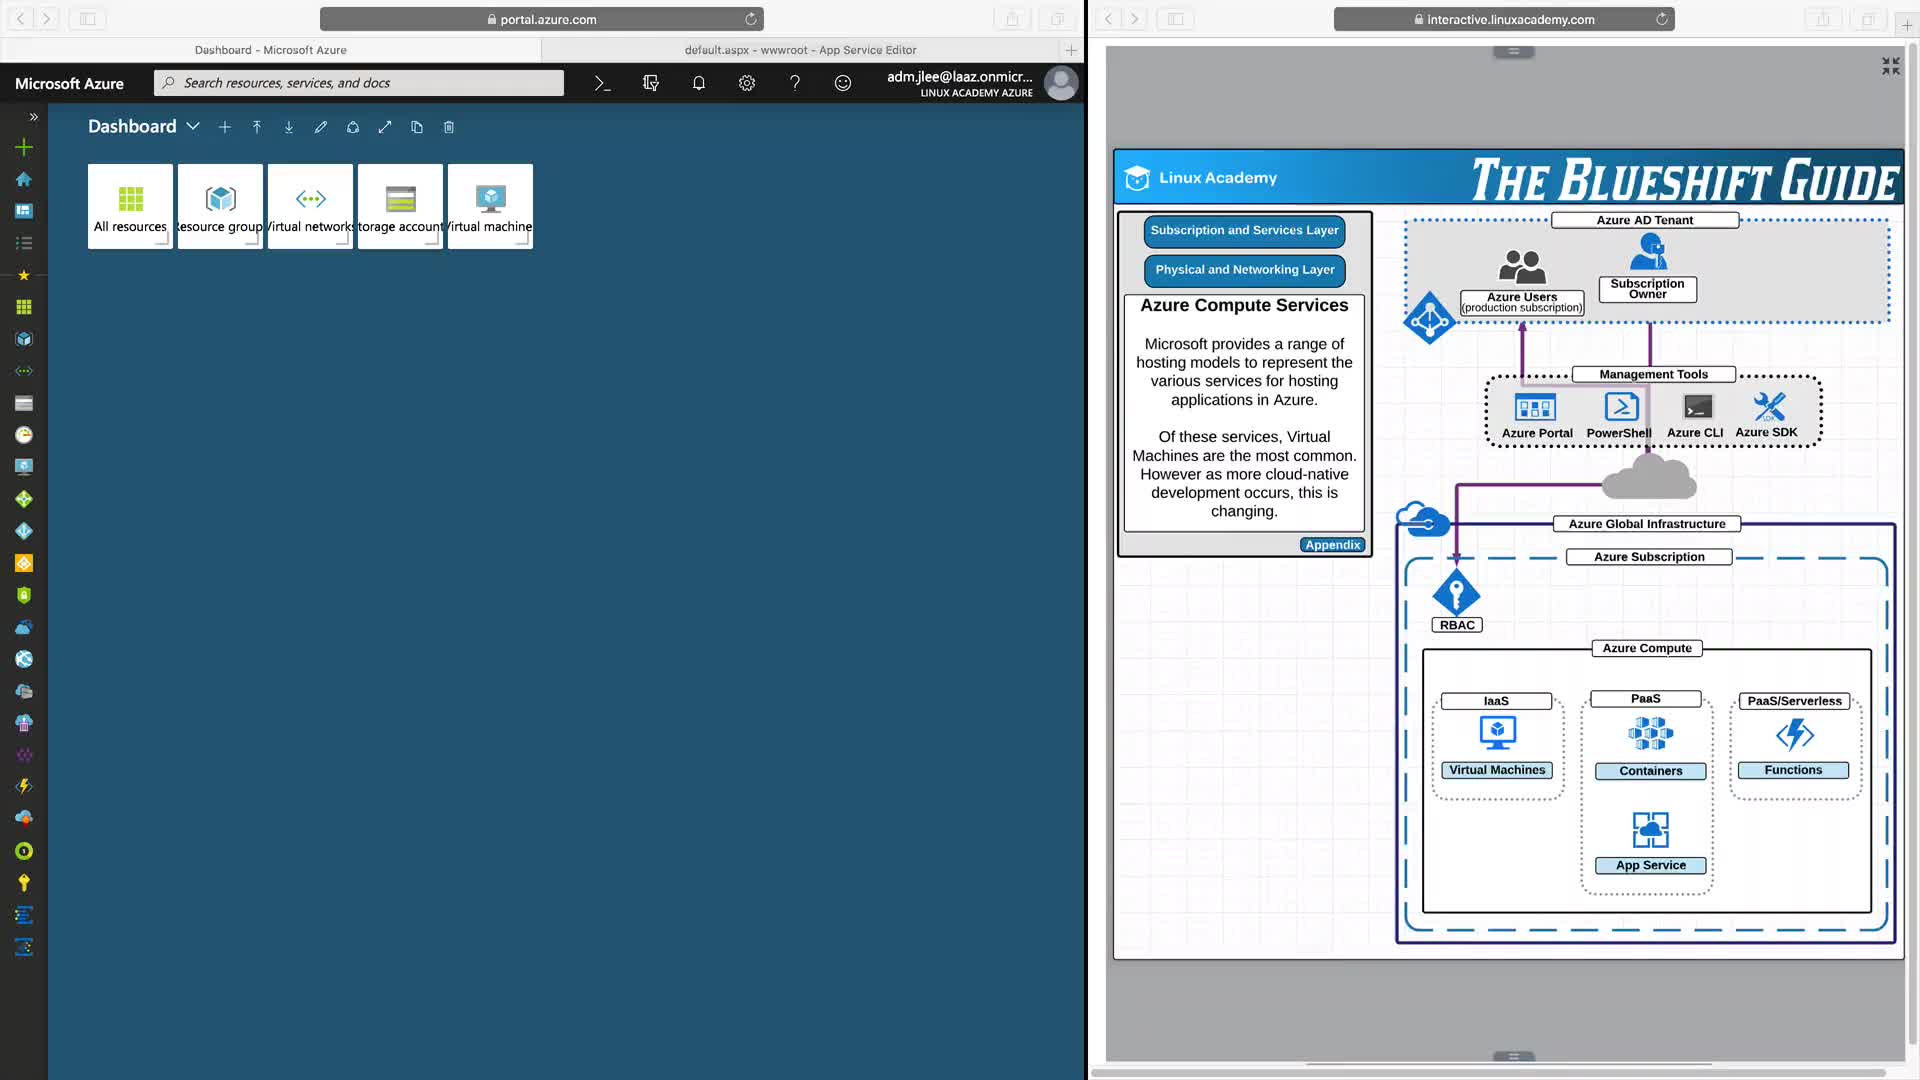 portal.azure.com
Dashboard - Microsoft Azure
default.aspx - wwwroot - App Service Editor
Microsoft Azure
Search resources, services, and docs
adm.jlee@laaz.onmicr...
LINUX ACADEMY AZURE
Dashboard
All resources
Resource group
Virtual networks
torage account
Virtual machine
interactive.linuxacademy.com
Linux Academy
THE BLUESHIFT GUIDE
Subscription and Services Layer
Physical and Networking Layer
Azure Compute Services
Microsoft provides a range of
hosting models to represent the
various services for hosting
applications in Azure.
Of these services, Virtual
Machines are the most common.
However as more cloud-native
development occurs, this is
changing.
Appendix
Azure AD Tenant
Azure Users
(production subscription)
Subscription
Owner
Management Tools
Azure Portal
PowerShell
Azure CLI
SDK
Azure SDK
Azure Global Infrastructure
Azure Subscription
RBAC
Azure Compute
IaaS
Virtual Machines
PaaS
Containers
App Service
PaaS/Serverless
Functions